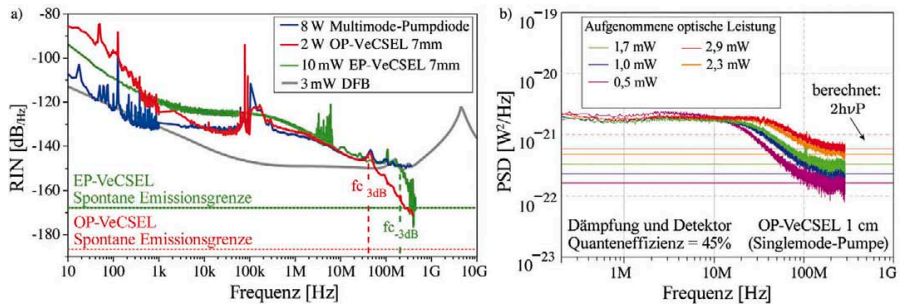 a)
-80
-100
-120
-140
-160
-180
RIN [dB/Hz]
8 W Multimode-Pumpdiode
2 W OP-VeCSEL 7mm
10 mW EP-VeCSEL 7mm
3 mW DFB
EP-VeCSEL
Spontane Emissionsgrenze
OP-VeCSEL
Spontane Emissionsgrenze
fc 3dB
fc -3dB
10 100 1k 10k 100k 1M 10M 100M 1G 10G
Frequenz [Hz]
b)
10-19
10-20
10-21
10-22
10-23
PSD [W²/Hz]
Aufgenommene optische Leistung
1,7 mW 2,9 mW
1,0 mW 2,3 mW
0,5 mW
berechnet:
2hνP
Dämpfung und Detektor OP-VeCSEL 1 cm
Quanteneffizienz = 45% (Singlemode-Pumpe)
1M 10M 100M 1G
Frequenz [Hz]